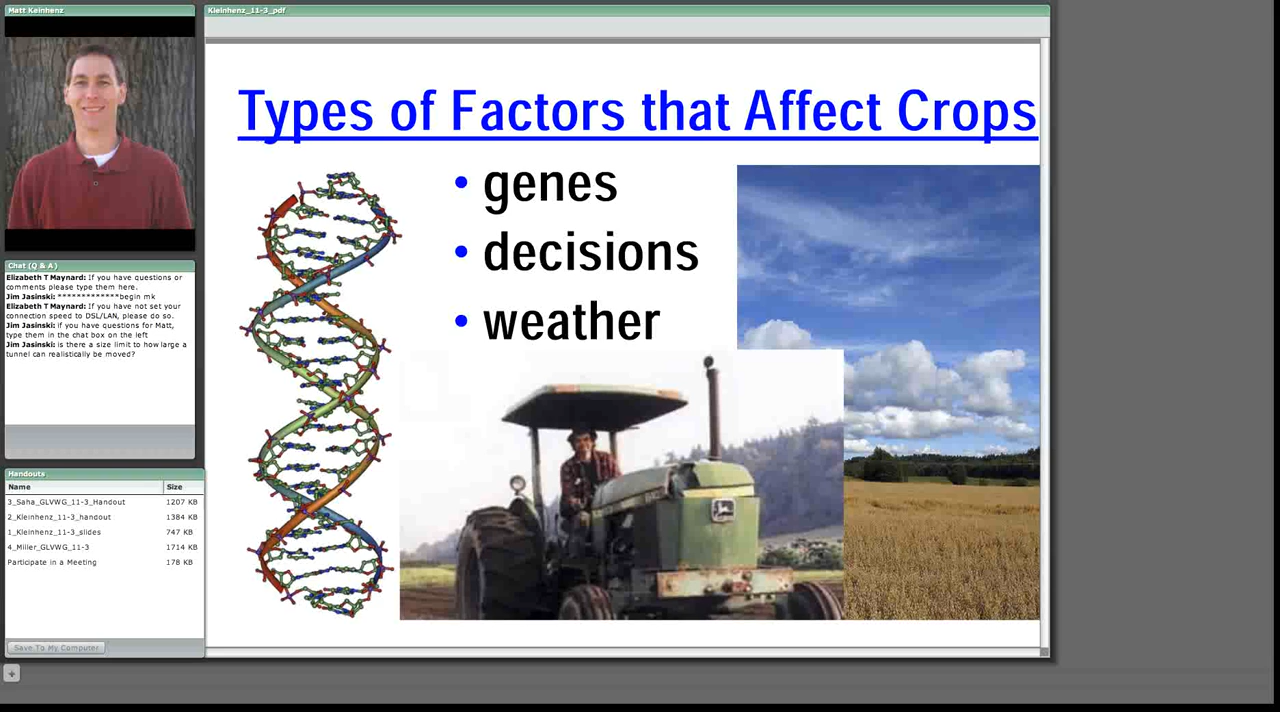 Matt Keinhenz
Kleinhenz_11-3_pdf
Types of Factors that Affect Crops
• genes
• decisions
• weather
Chat (Q & A)
Elizabeth T Maynard: If you have questions or
comments please type them here.
Jim Jasinski: *************begin mk
Elizabeth T Maynard: If you have not set your
connection speed to DSL/LAN, please do so.
Jim Jasinski: if you have questions for Matt,
type them in the chat box on the left
Jim Jasinski: is there a size limit to how large a
tunnel can realistically be moved?
Handouts
Name Size
3_Saha_GLVWG_11-3_Handout 1207 KB
2_Kleinhenz_11-3_handout 1384 KB
1_Kleinhenz_11-3_slides 747 KB
4_Miller_GLVWG_11-3 1714 KB
Participate in a Meeting 178 KB
Save To My Computer